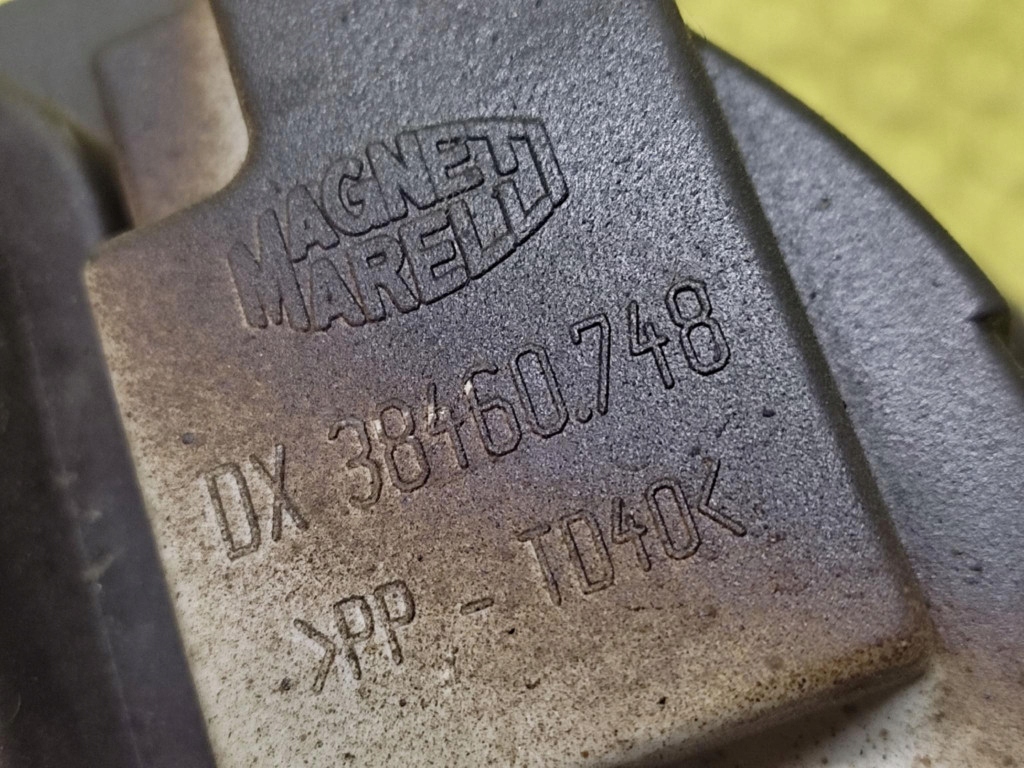 MAGNETI
MARELLI
DX 38460.748
>PP - TD40<